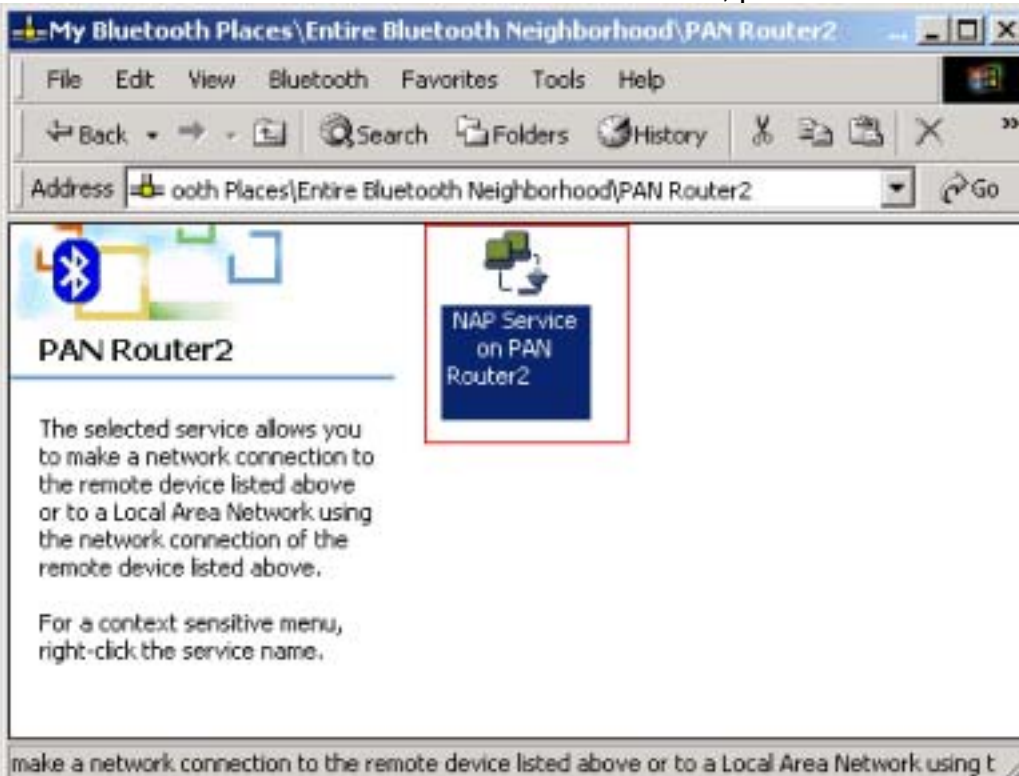 My Bluetooth Places\Entire Bluetooth Neighborhood\PAN Router2
File Edit View Bluetooth Favorites Tools Help
Back Search Folders History »
Address ooth Places\Entire Bluetooth Neighborhood\PAN Router2 Go
PAN Router2
The selected service allows you
to make a network connection to
the remote device listed above
or to a Local Area Network using
the network connection of the
remote device listed above.
For a context sensitive menu,
right-click the service name.
NAP Service
on PAN
Router2
make a network connection to the remote device listed above or to a Local Area Network using t